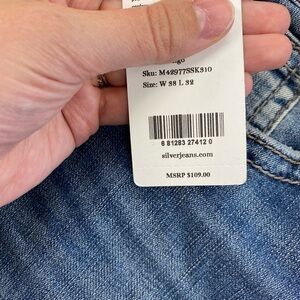 Sku: M42977SSK310
Size: W 38 L 32
6 81283 27412 0
silverjeans.com
MSRP $109.00